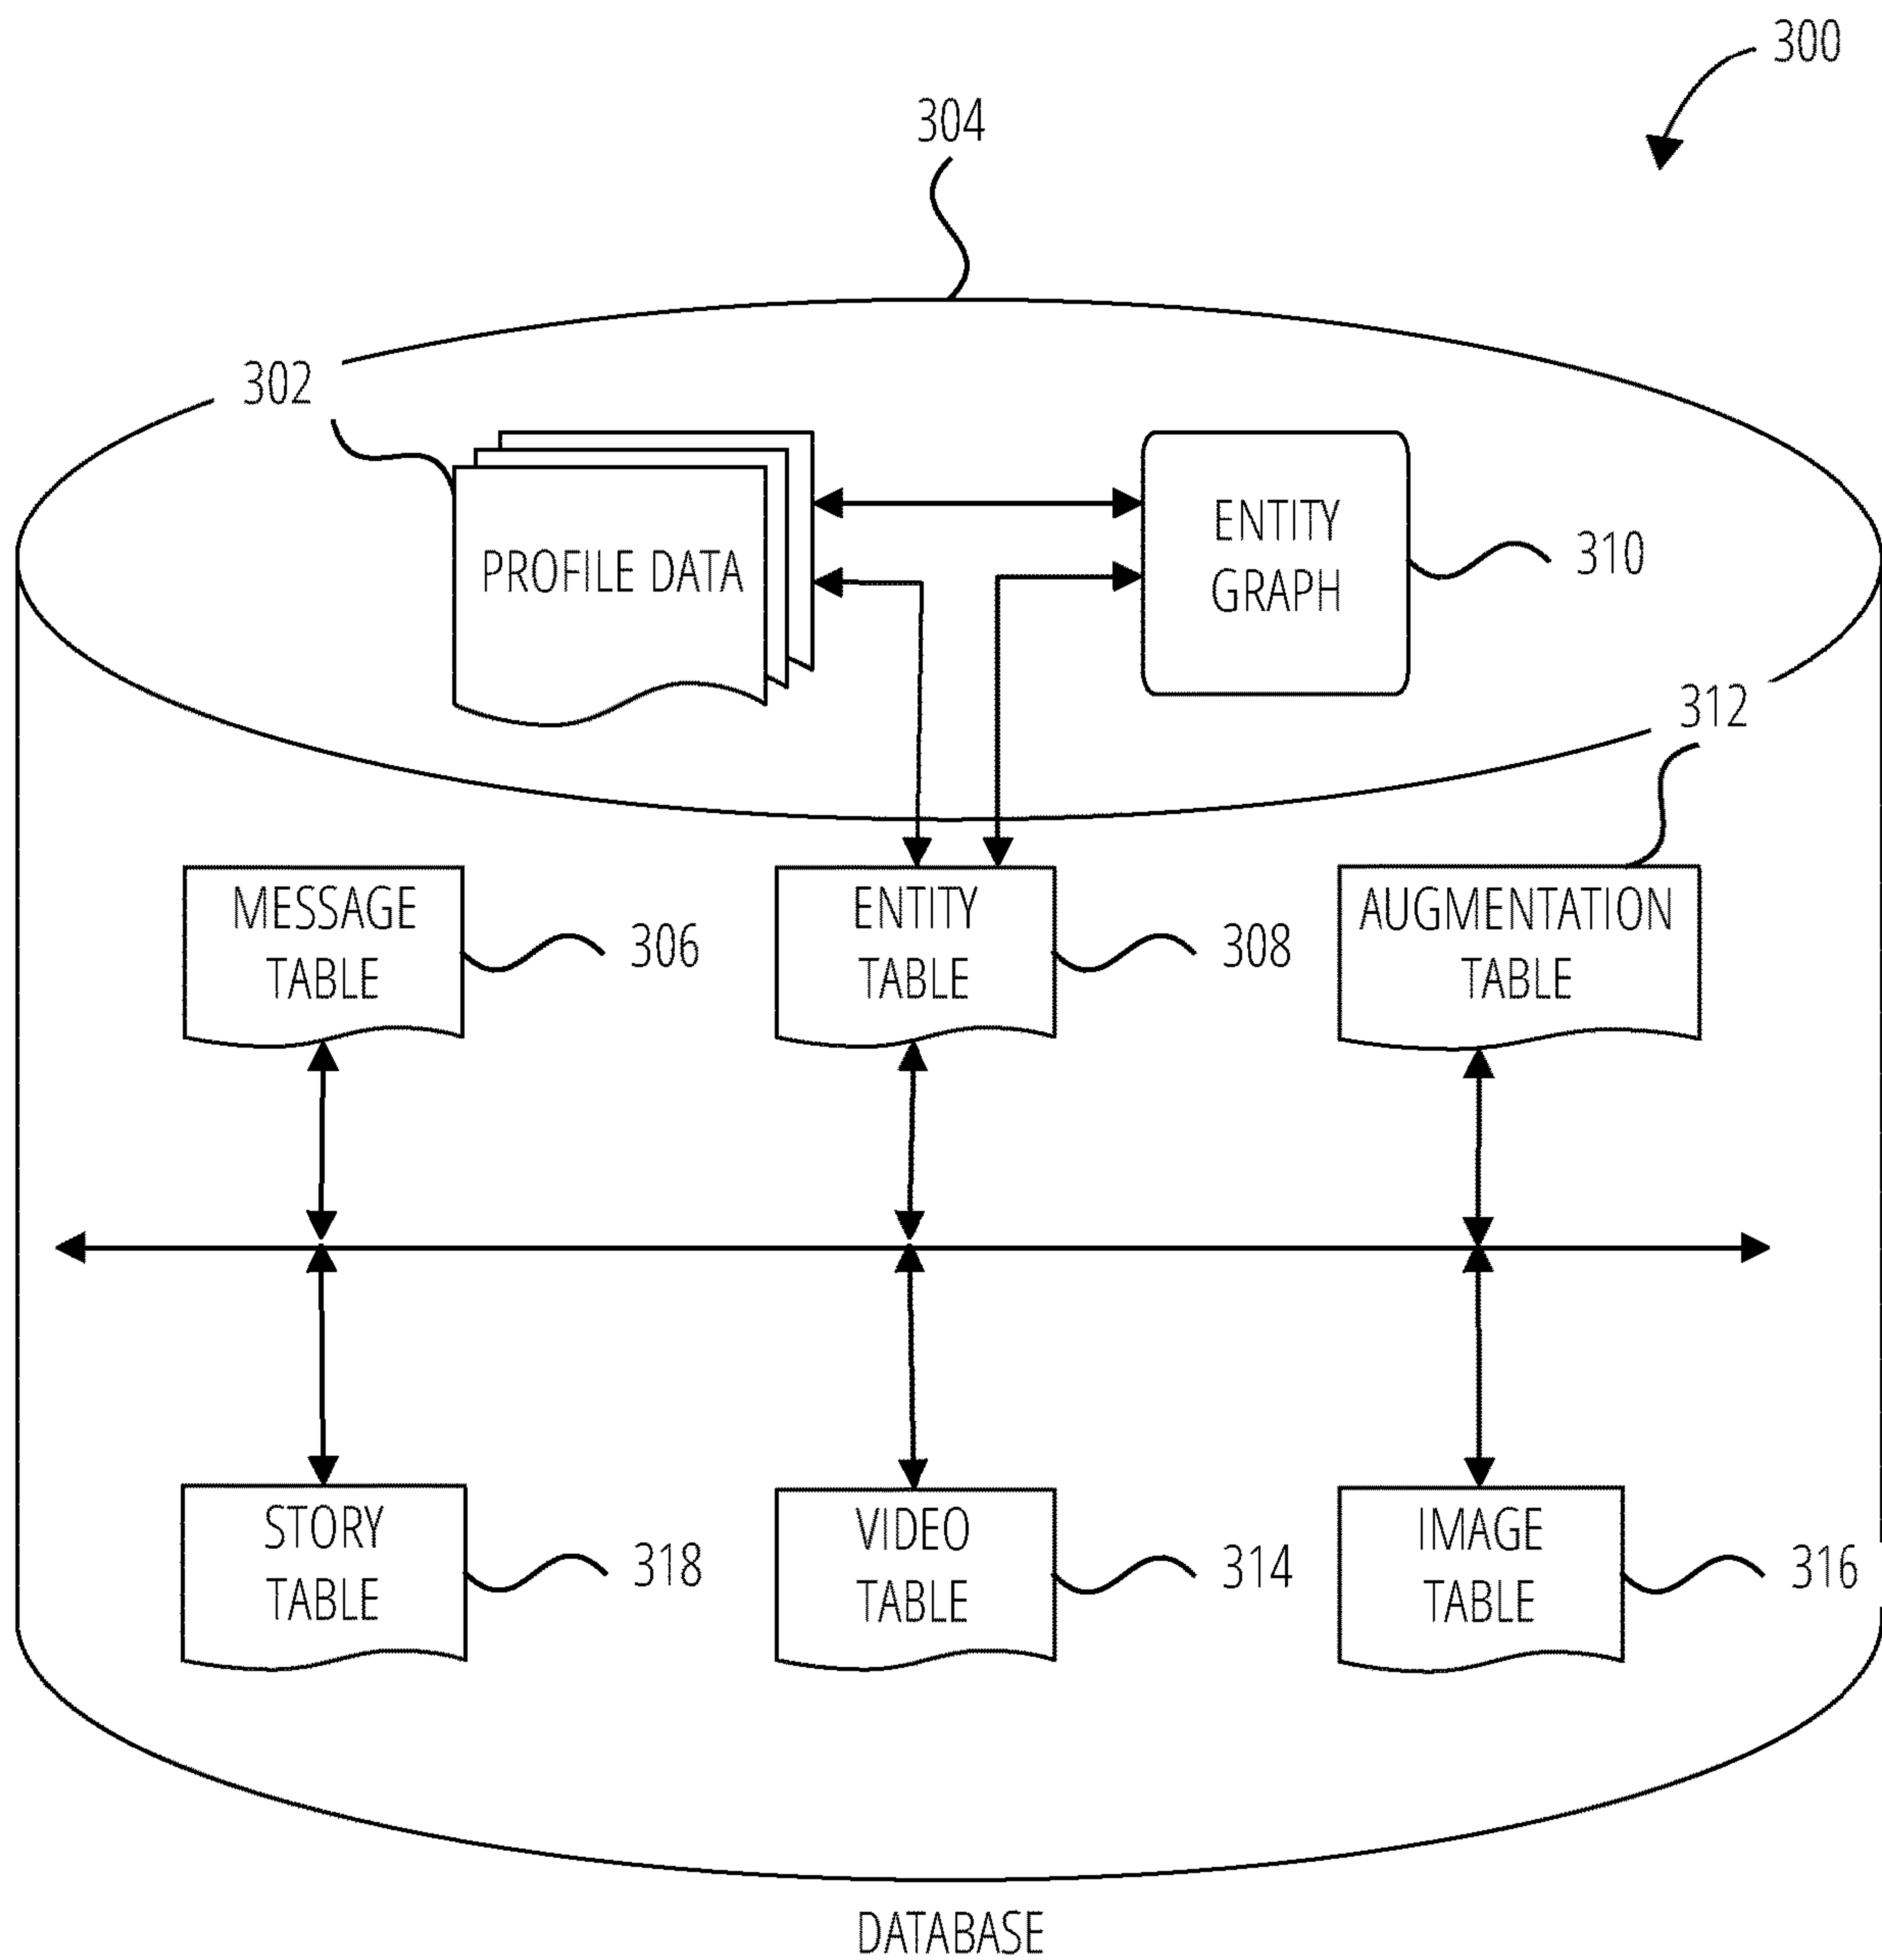 300
304
302
PROFILE DATA
ENTITY
GRAPH
310
312
MESSAGE
TABLE
306
ENTITY
TABLE
308
AUGMENTATION
TABLE
STORY
TABLE
318
VIDEO
TABLE
314
IMAGE
TABLE
316
DATABASE